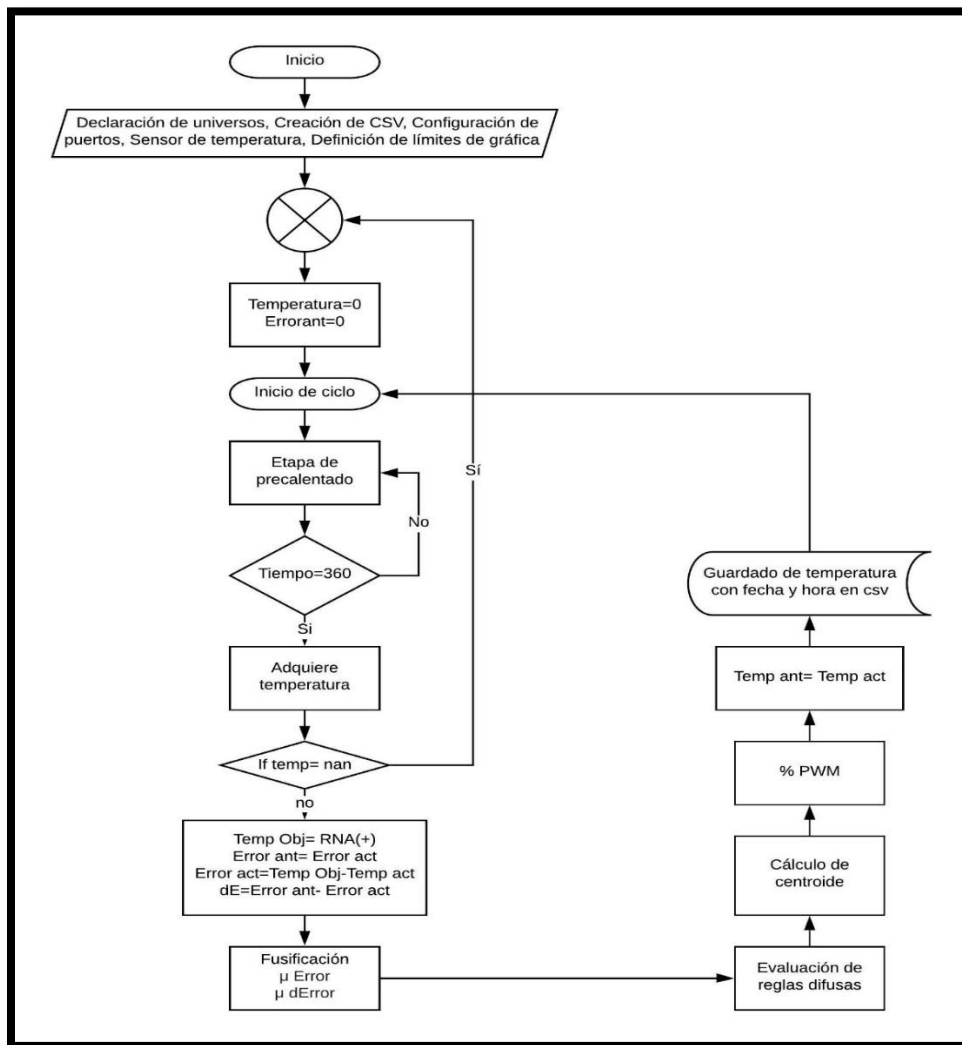 Inicio
Declaración de universos, Creación de CSV, Configuración de
puertos, Sensor de temperatura, Definición de límites de gráfica
Temperatura=0
Errorant=0
Inicio de ciclo
Etapa de
precalentado
Sí
No
Tiempo=360
Si
Adquiere
temperatura
If temp= nan
no
Temp Obj= RNA(+)
Error ant= Error act
Error act=Temp Obj-Temp act
dE=Error ant- Error act
Fusificación
µ Error
µ dError
Evaluación de
reglas difusas
Cálculo de
centroide
% PWM
Temp ant= Temp act
Guardado de temperatura
con fecha y hora en csv